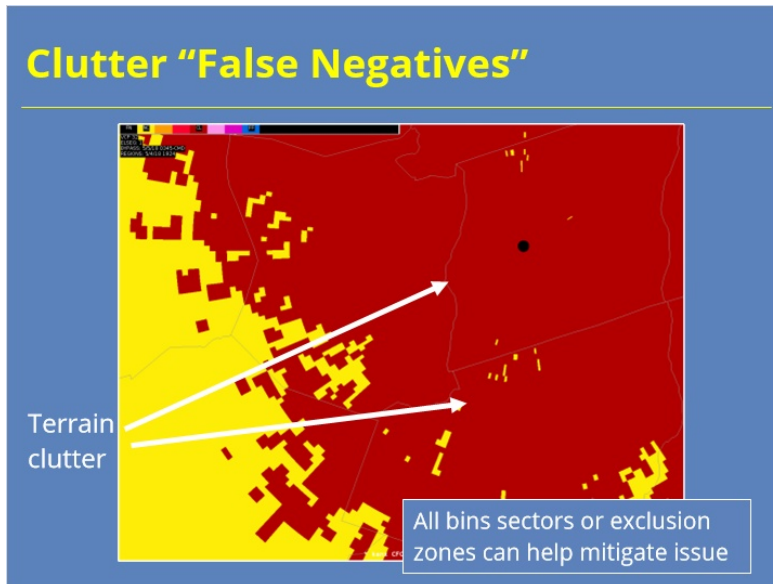 Clutter “False Negatives”
Terrain
clutter
All bins sectors or exclusion
zones can help mitigate issue